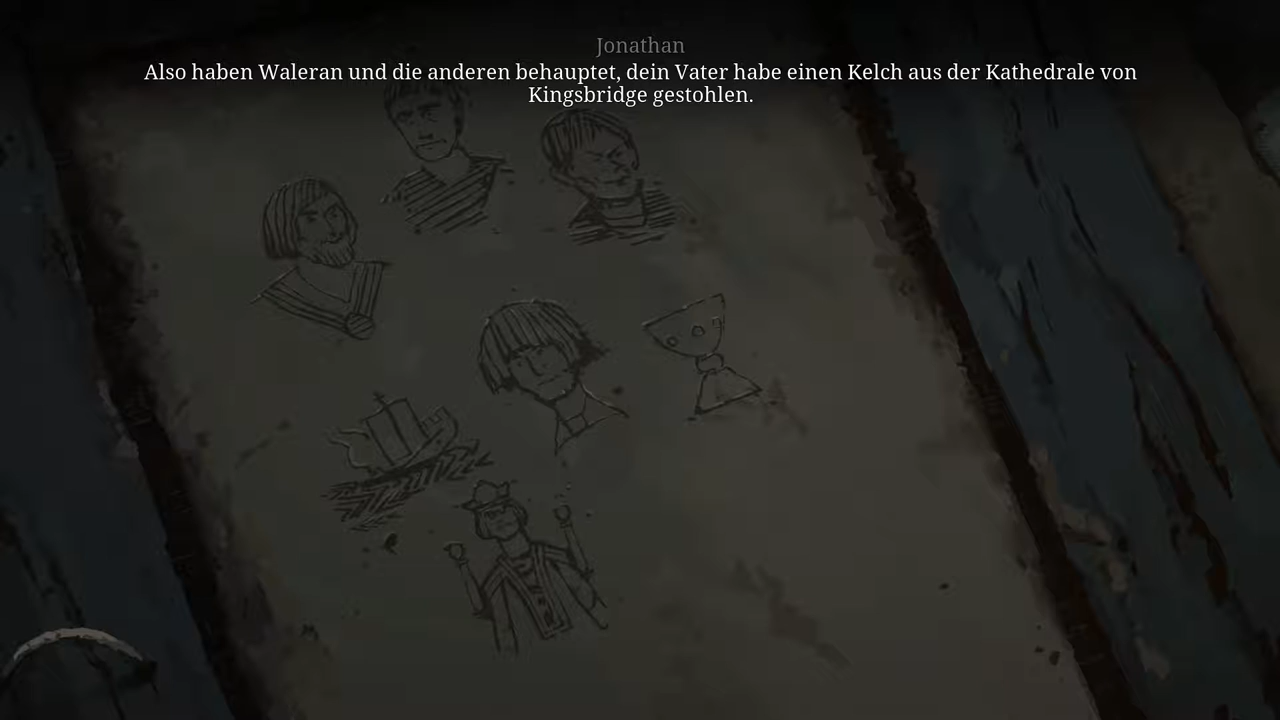 Jonathan
Also haben Waleran und die anderen behauptet, dein Vater habe einen Kelch aus der Kathedrale von
Kingsbridge gestohlen.